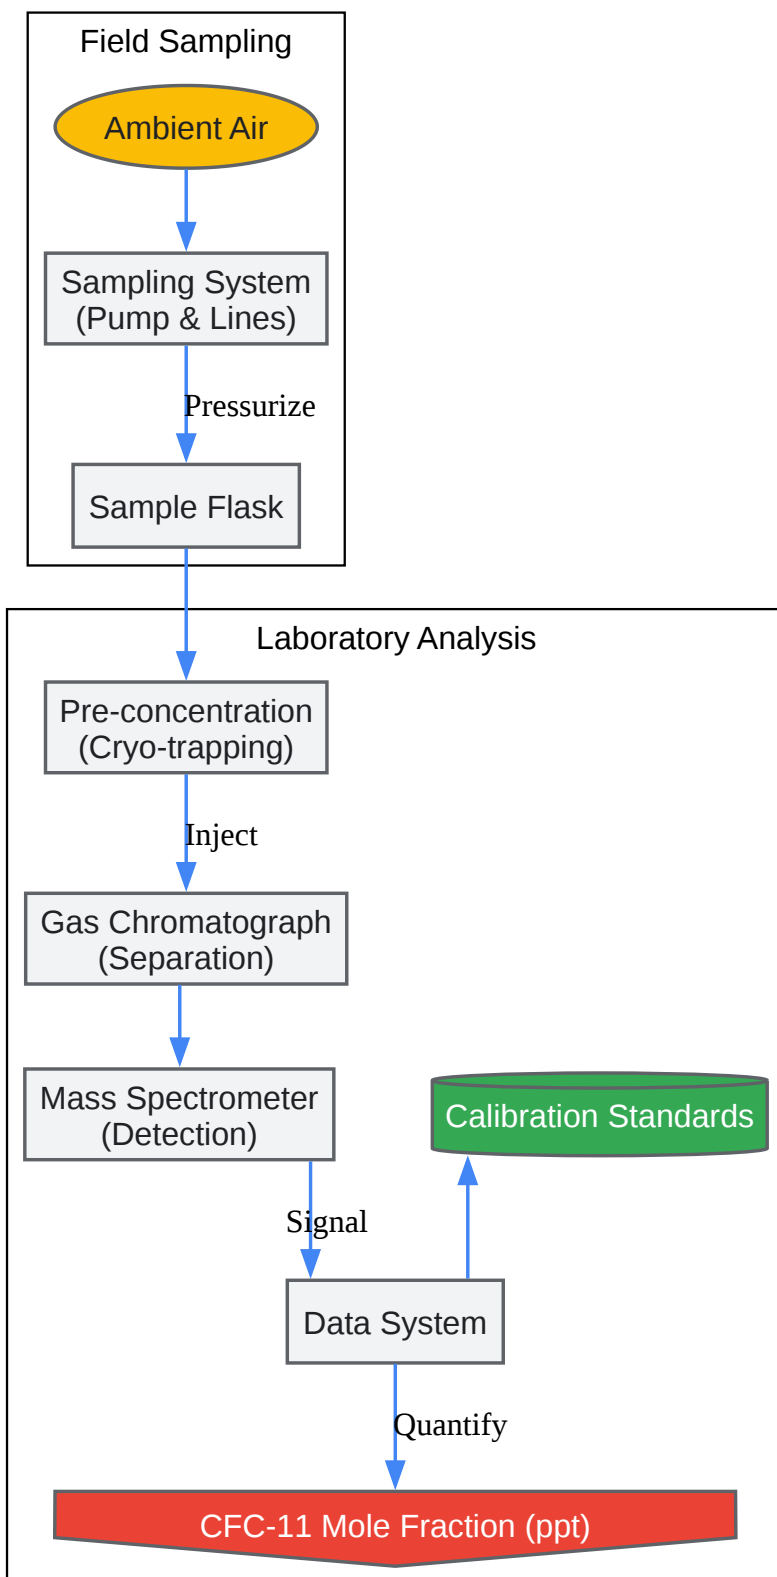 Field Sampling
Ambient Air
Sampling System
(Pump & Lines)
Pressurize
Sample Flask
Laboratory Analysis
Pre-concentration
(Cryo-trapping)
Inject
Gas Chromatograph
(Separation)
Mass Spectrometer
(Detection)
Calibration Standards
Signal
Data System
Quantify
CFC-11 Mole Fraction (ppt)